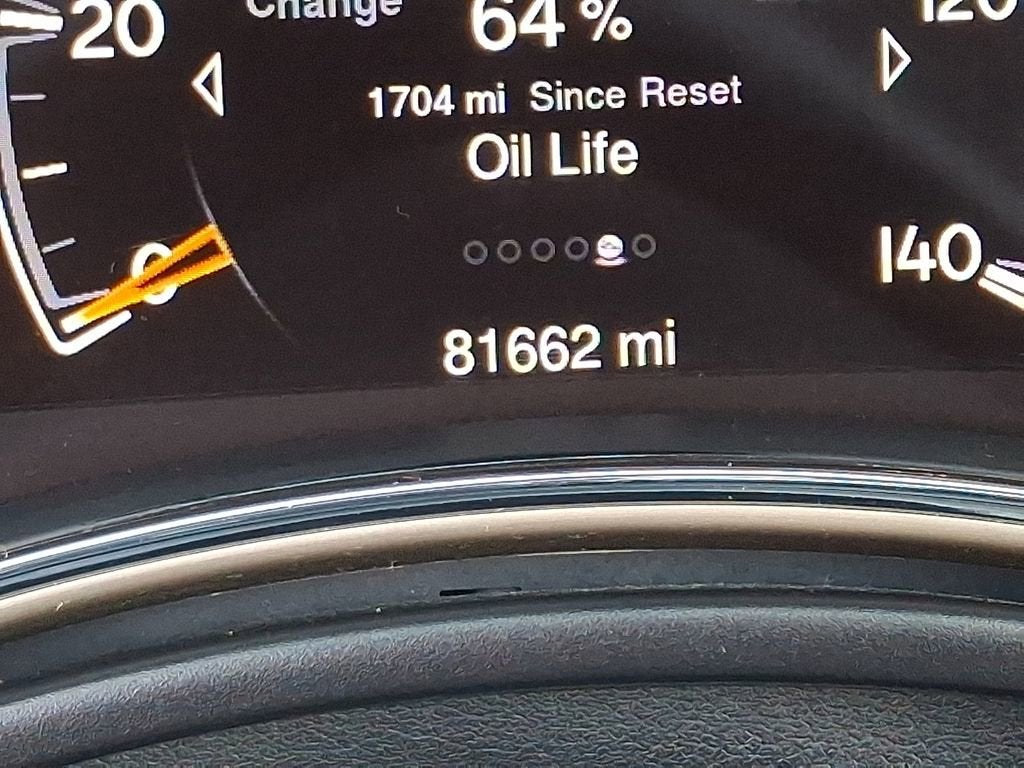 20
Change
64 %
120
1704 mi Since Reset
Oil Life
0
140
81662 mi